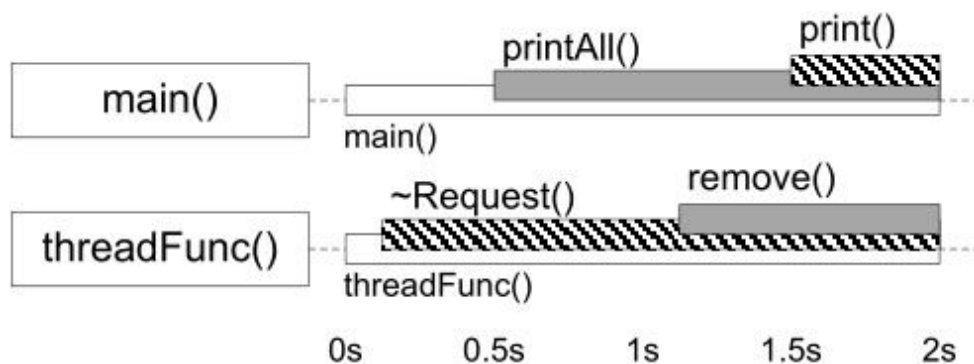 print()
printAll()
main()
main()
remove()
~Request()
threadFunc()
threadFunc()
0s 0.5s 1s 1.5s 2s